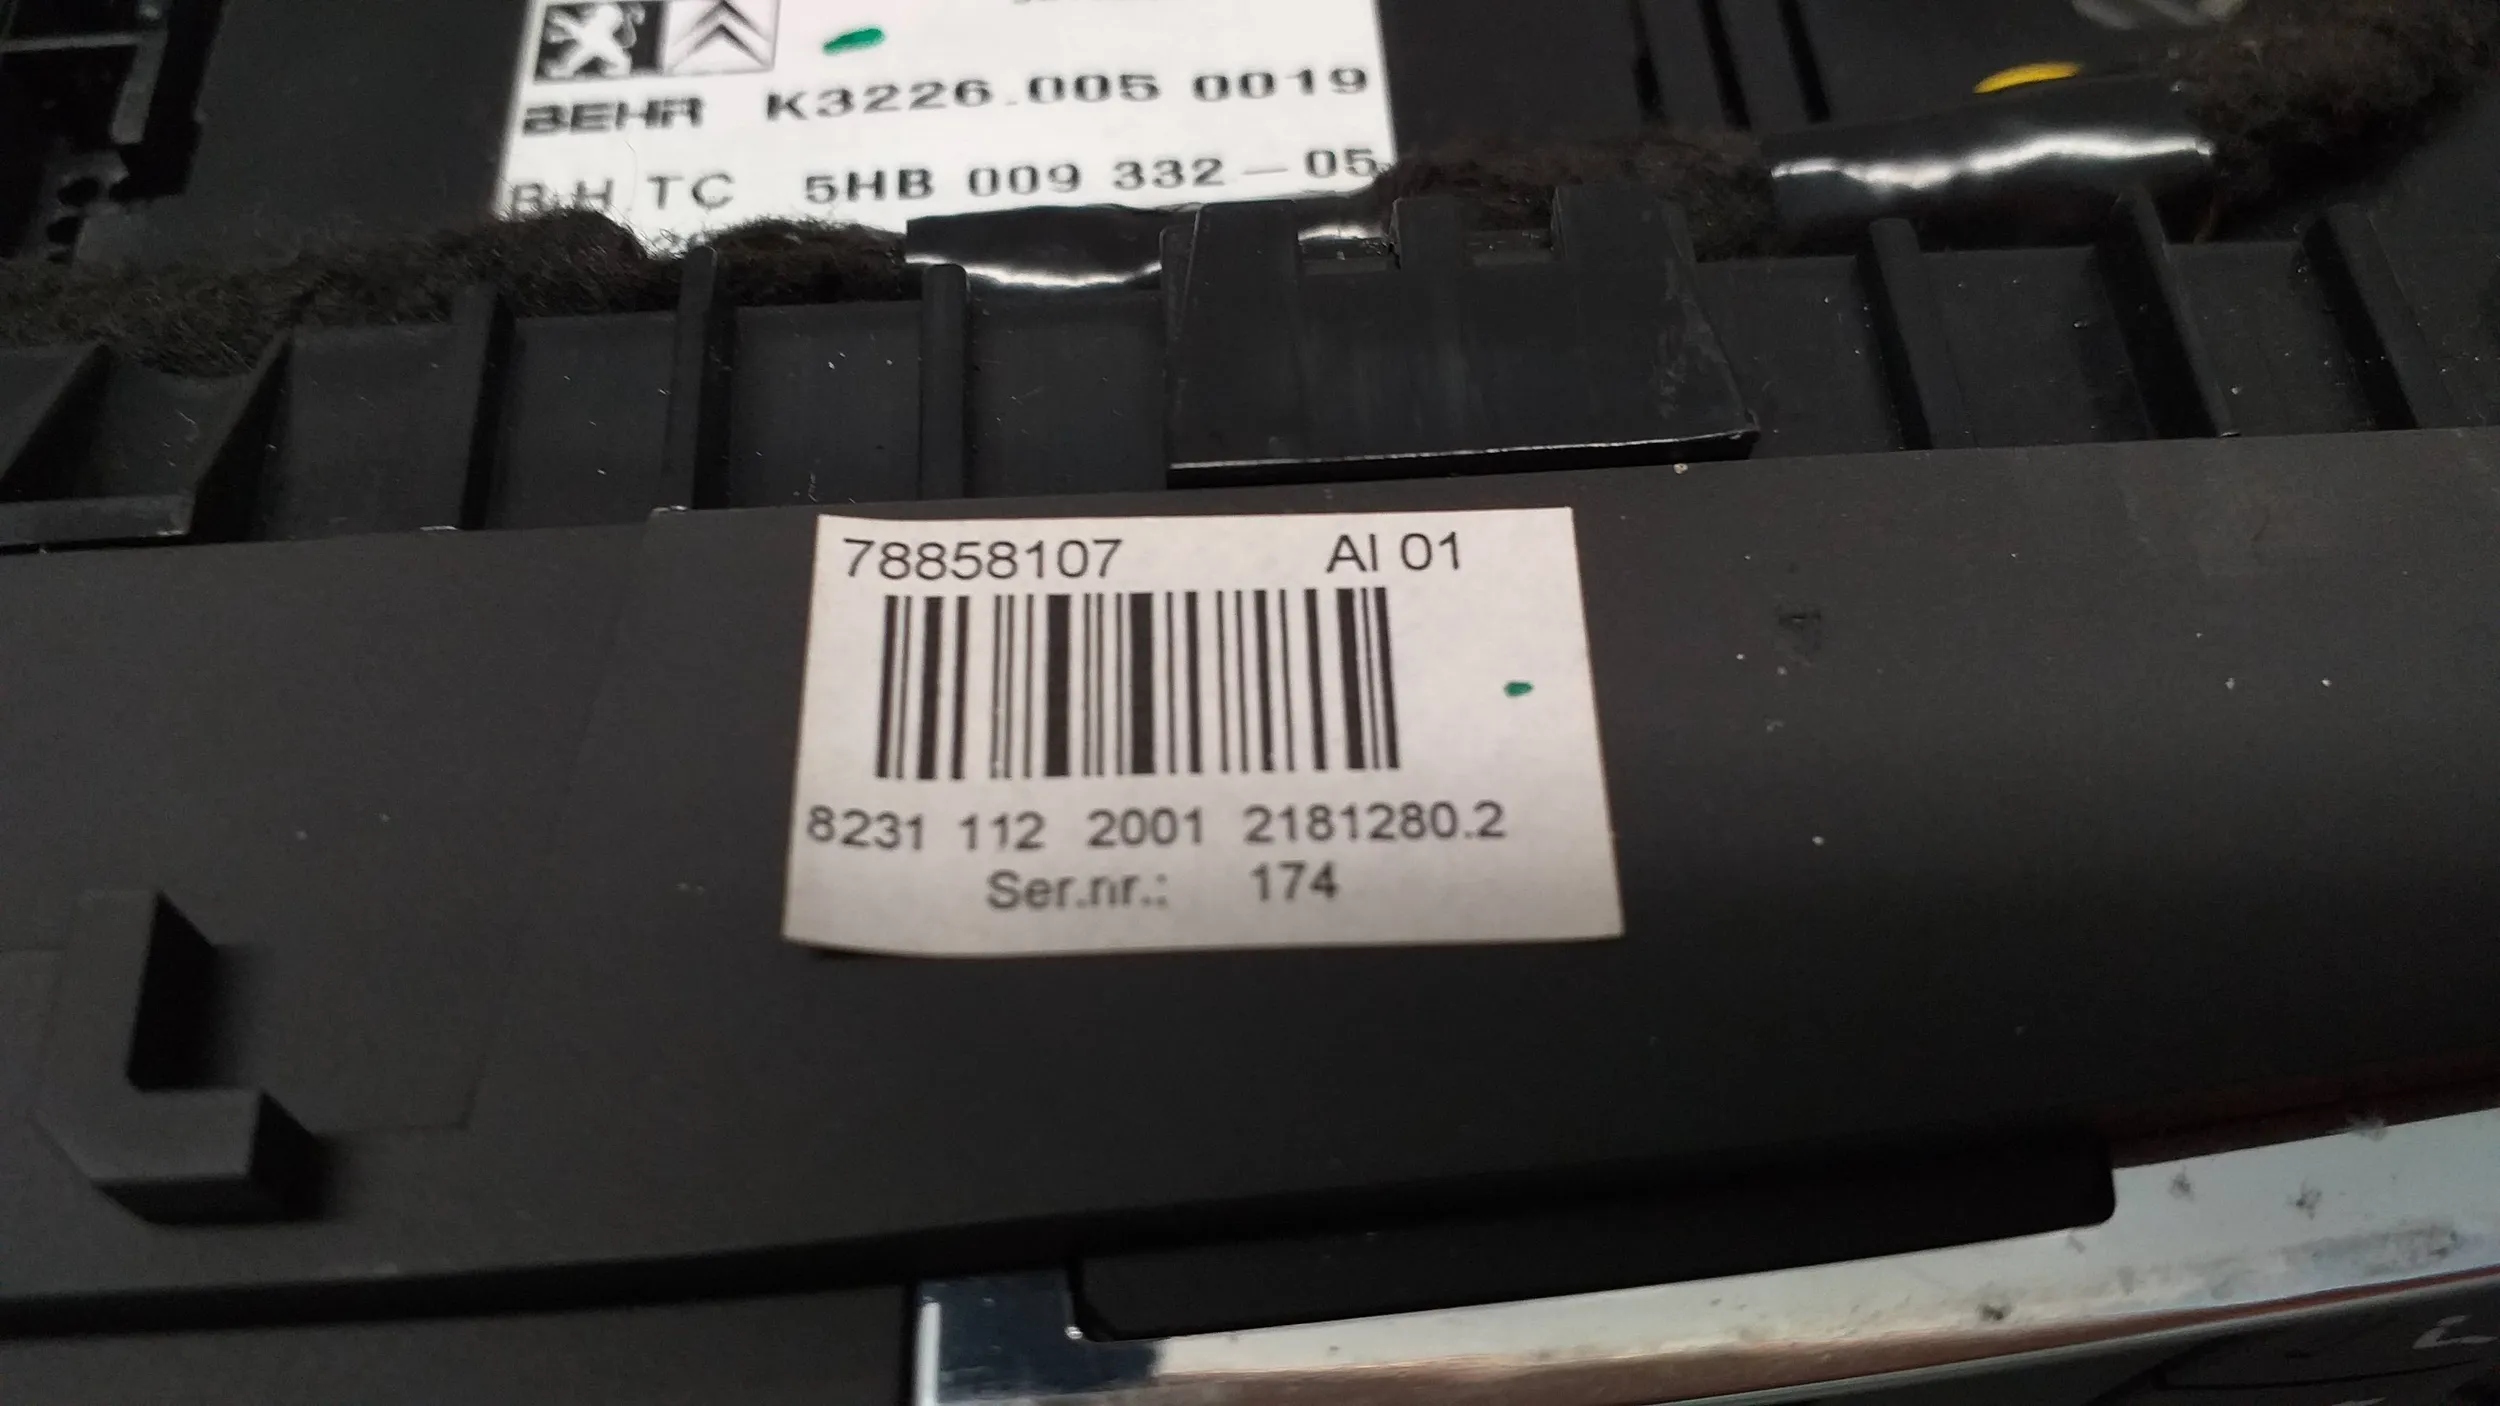 BEHR K3226.005 0019
BHTC 5HB 009 332-05
78858107 AI 01
8231 112 2001 2181280.2
Ser.nr.: 174